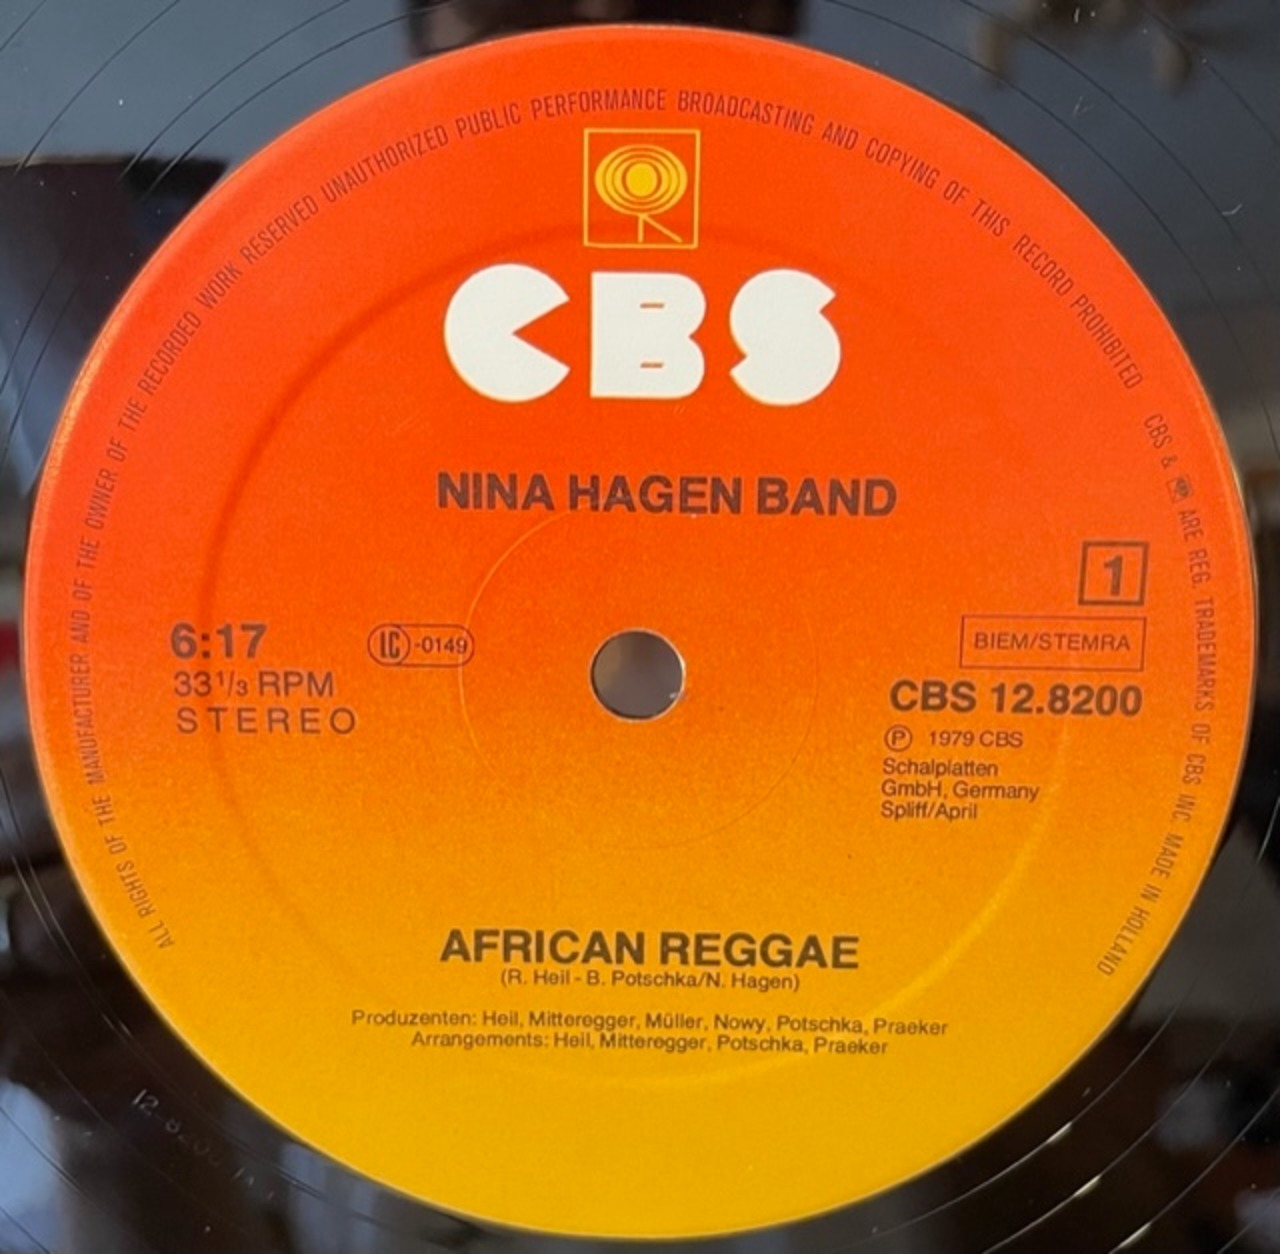 ALL RIGHTS OF THE MANUFACTURER AND OF THE OWNER OF THE RECORDED WORK RESERVED UNAUTHORIZED PUBLIC PERFORMANCE BROADCASTING AND COPYING OF THIS RECORD PROHIBITED CBS & ARE REG. TRADEMARKS OF CBS INC. MADE IN HOLLAND
CBS
NINA HAGEN BAND
1
6:17
LC-0149
BIEM/STEMRA
33 1/3 RPM
CBS 12.8200
STEREO
Ⓟ 1979 CBS
Schalplatten
GmbH, Germany
Spliff/April
AFRICAN REGGAE
(R. Heil - B. Potschka/N. Hagen)
Produzenten: Heil, Mitteregger, Müller, Nowy, Potschka, Praeker
Arrangements: Heil, Mitteregger, Potschka, Praeker